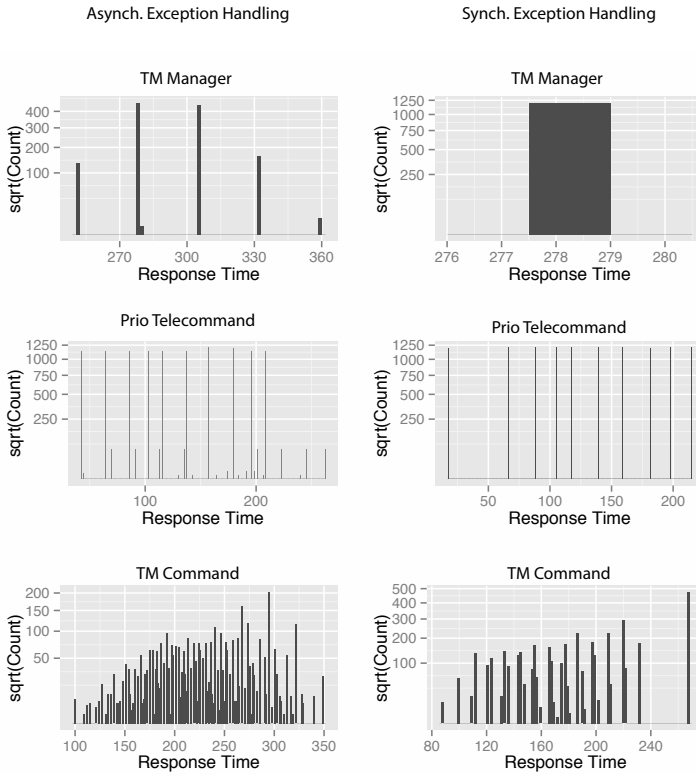 Asynch. Exception Handling
Synch. Exception Handling
TM Manager
sqrt(Count)
400
300
200
100
270
300
330
360
Response Time
TM Manager
sqrt(Count)
1250
1000
750
500
250
276
277
278
279
280
Response Time
Prio Telecommand
sqrt(Count)
1250
1000
750
500
250
100
200
Response Time
Prio Telecommand
sqrt(Count)
1250
1000
750
500
250
50
100
150
200
Response Time
TM Command
sqrt(Count)
200
150
100
50
100
150
200
250
300
350
Response Time
TM Command
sqrt(Count)
500
400
300
200
100
80
120
160
200
240
Response Time